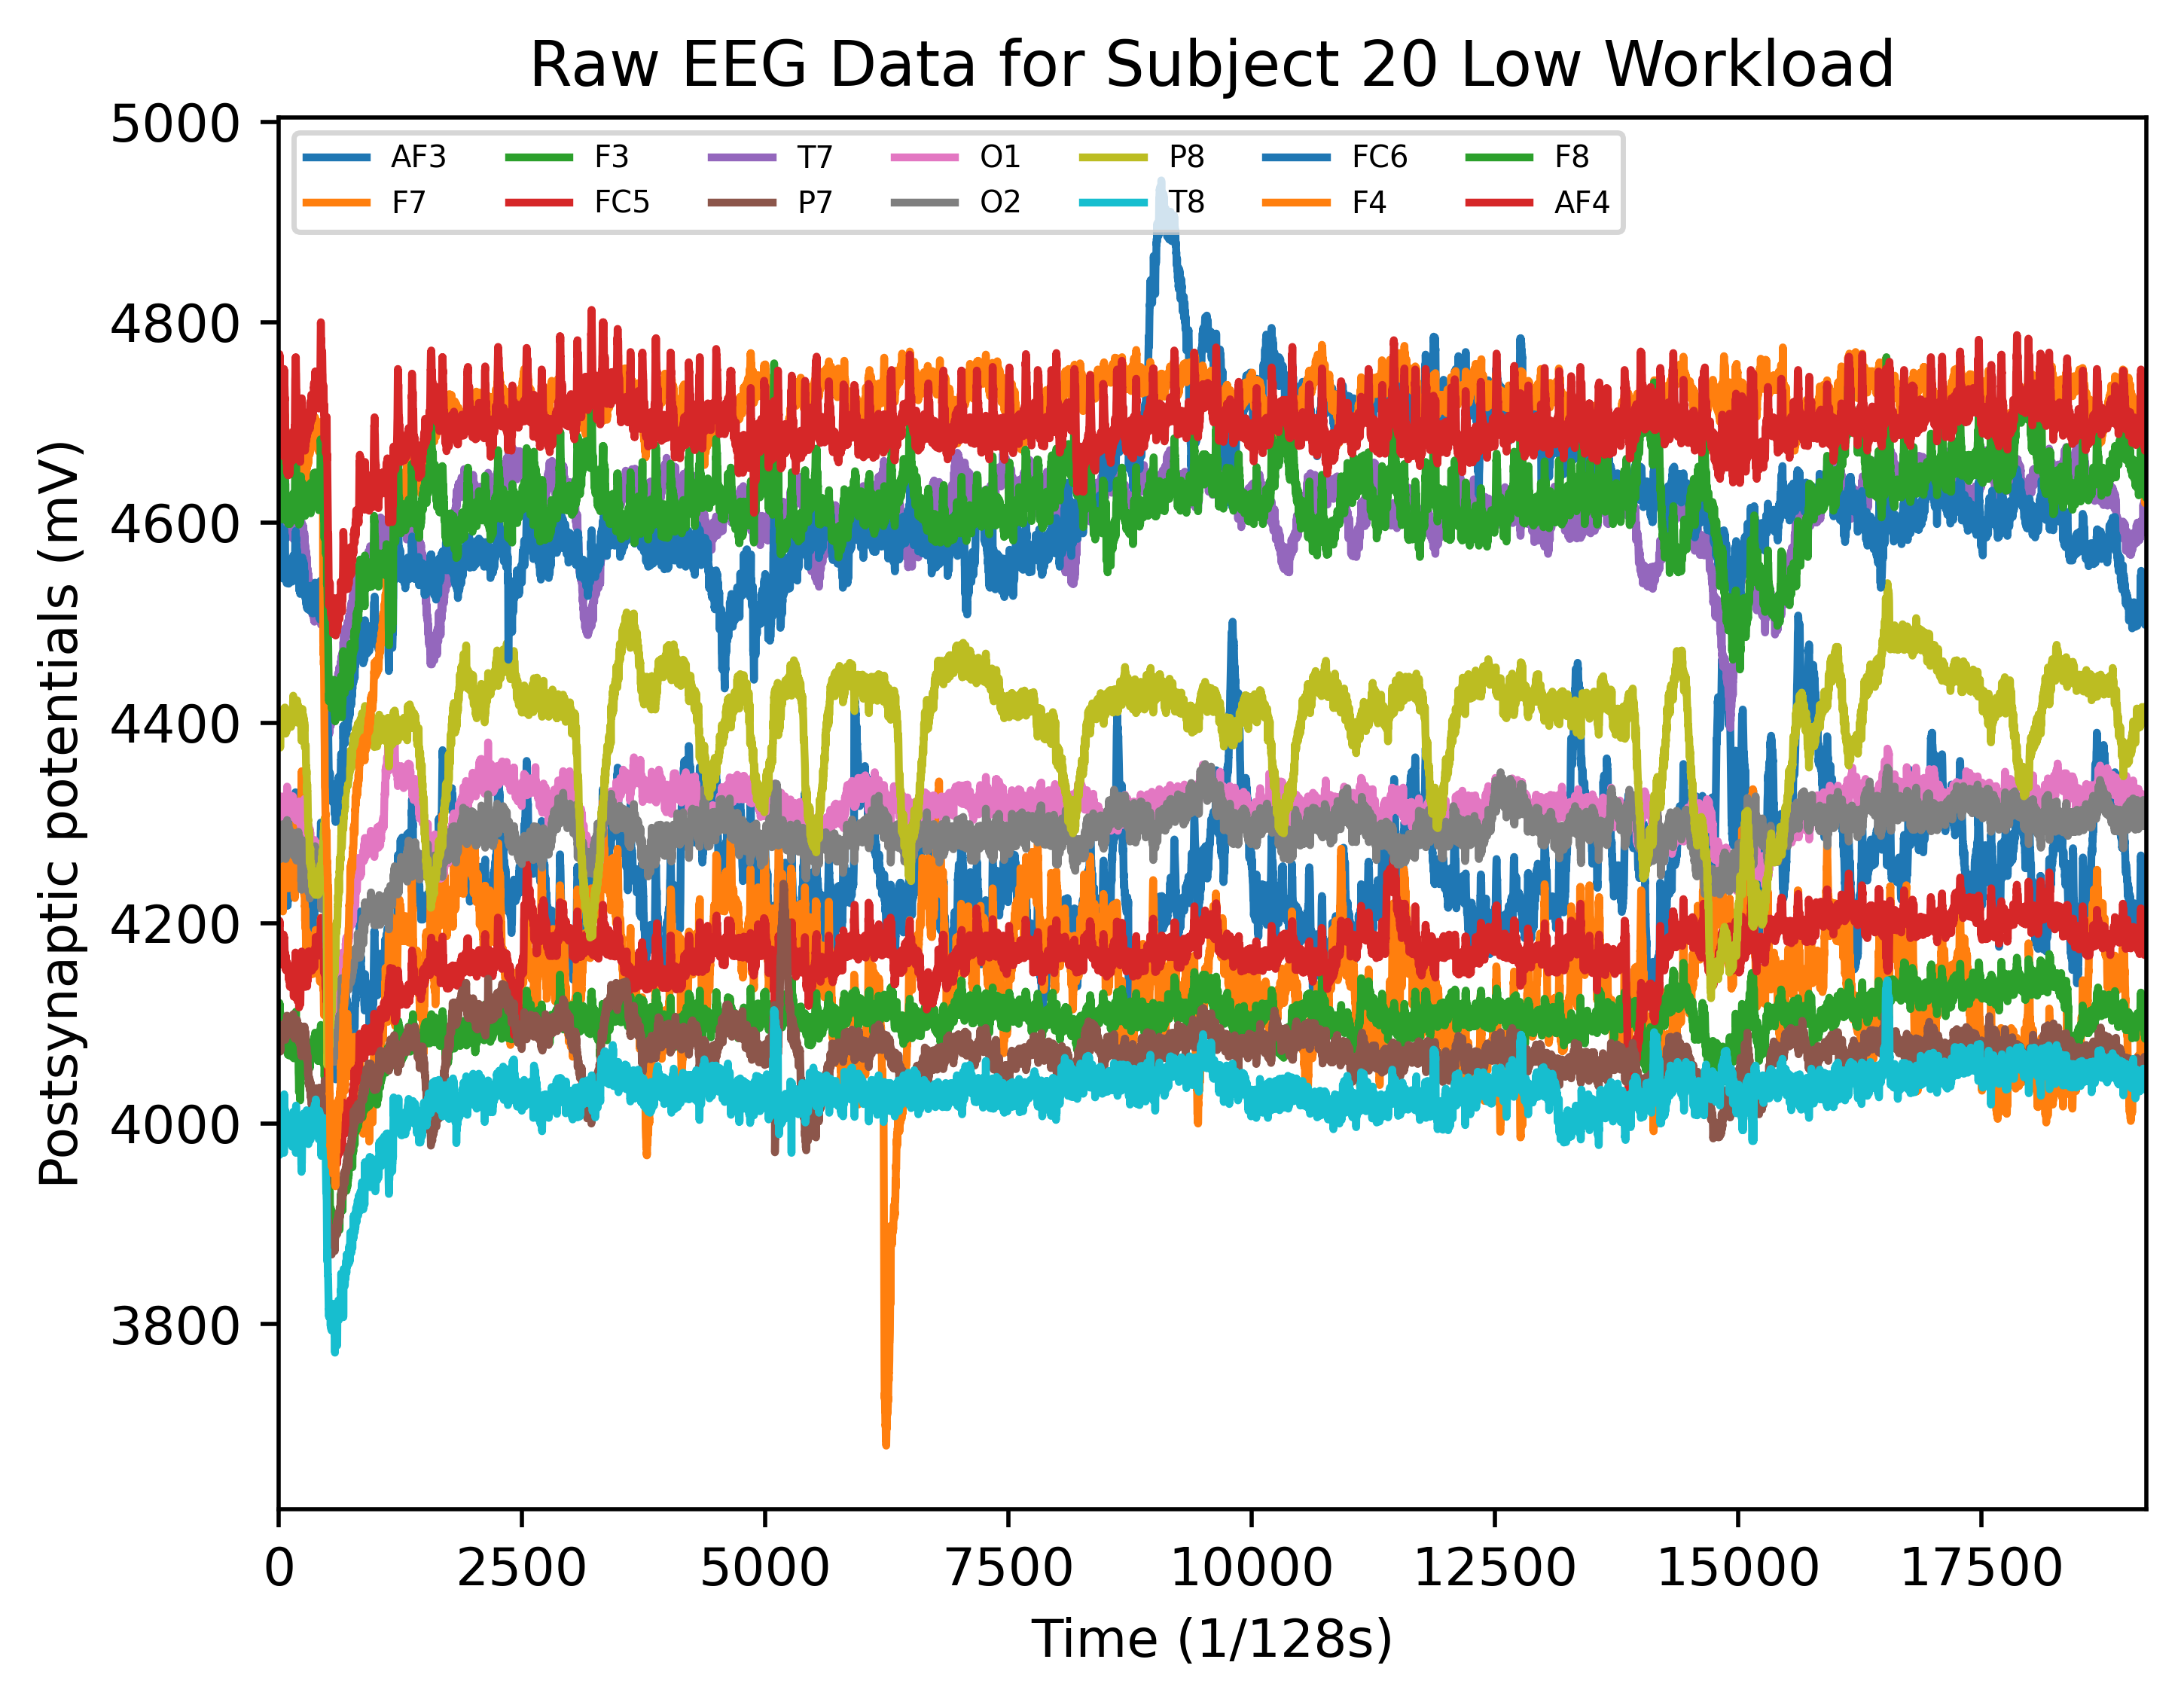 Raw EEG Data for Subject 20 Low Workload
AF3 F3 T7 O1 P8 FC6 F8
F7 FC5 P7 O2 T8 F4 AF4
5000
4800
4600
4400
4200
4000
3800
Postsynaptic potentials (mV)
0 2500 5000 7500 10000 12500 15000 17500
Time (1/128s)